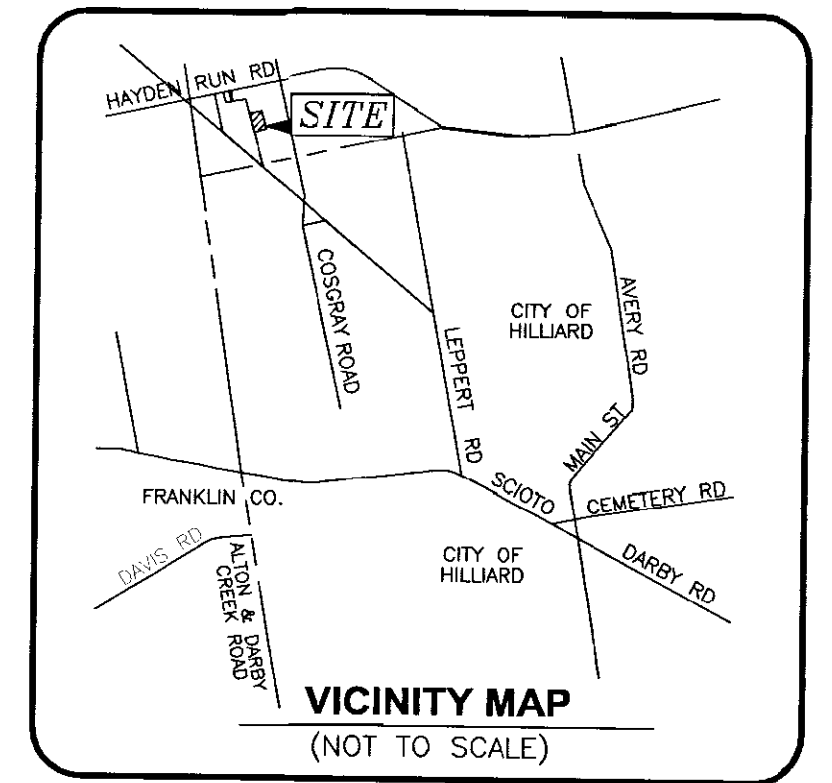 HAYDEN RUN RD
SITE
COSGRAY ROAD
CITY OF
HILLIARD
AVERY RD
LEPPERT RD
MAIN ST
SCIOTO
CEMETERY RD
FRANKLIN CO.
DAVIS RD
ALTON & DARBY
CREEK ROAD
CITY OF
HILLIARD
DARBY RD
VICINITY MAP
(NOT TO SCALE)